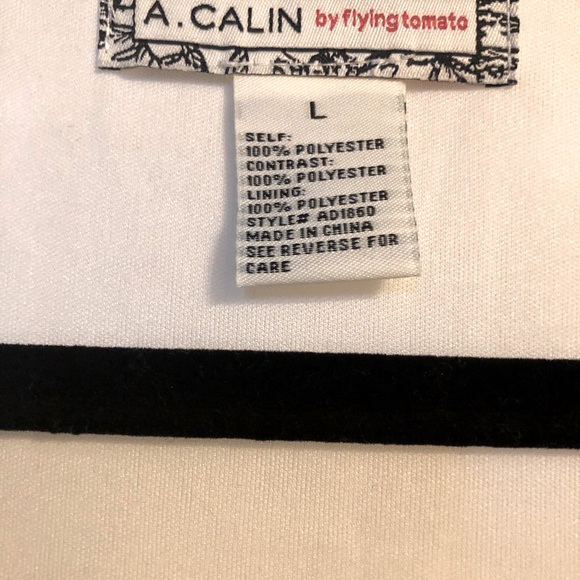 A.CALIN by flying tomato
L
SELF:
100% POLYESTER
CONTRAST:
100% POLYESTER
LINING:
100% POLYESTER
STYLE# AD1860
MADE IN CHINA
SEE REVERSE FOR
CARE